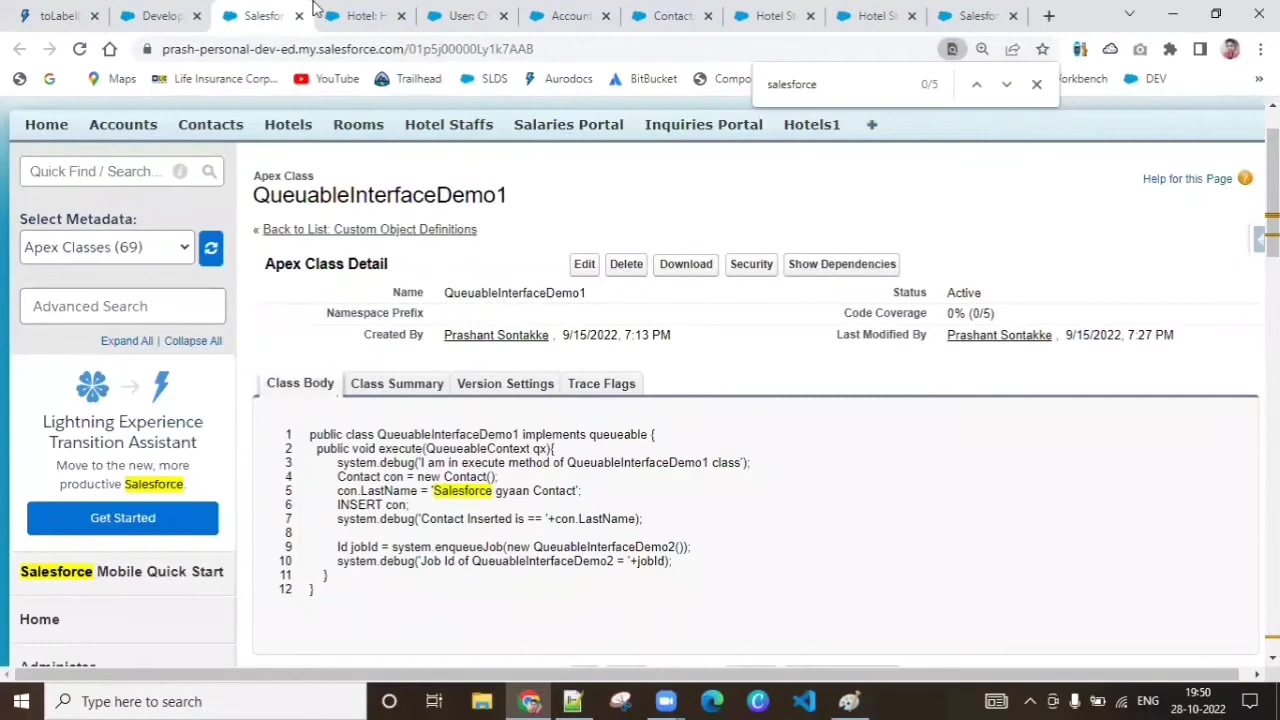 toLabel
Develop
Salesfor
Hotel: H
User: Ch
Accoun
Contac
Hotel S
Hotel S
Salesfo
prash-personal-dev-ed.my.salesforce.com/01p5j00000Ly1k7AAB
Maps
Life Insurance Corp...
YouTube
Trailhead
SLDS
Aurodocs
BitBucket
Compo
orkbench
DEV
»
salesforce
0/5
Home
Accounts
Contacts
Hotels
Rooms
Hotel Staffs
Salaries Portal
Inquiries Portal
Hotels1
Quick Find / Search...
Select Metadata:
Apex Classes (69)
Advanced Search
Expand All | Collapse All
Lightning Experience
Transition Assistant
Move to the new, more
productive Salesforce.
Get Started
Salesforce Mobile Quick Start
Home
Administer
Apex Class
QueuableInterfaceDemo1
Help for this Page ?
« Back to List: Custom Object Definitions
Apex Class Detail
Edit
Delete
Download
Security
Show Dependencies
Name QueuableInterfaceDemo1
Status Active
Namespace Prefix
Code Coverage 0% (0/5)
Created By Prashant Sontakke , 9/15/2022, 7:13 PM
Last Modified By Prashant Sontakke , 9/15/2022, 7:27 PM
Class Body
Class Summary
Version Settings
Trace Flags
1 public class QueuableInterfaceDemo1 implements queueable {
2 public void execute(QueueableContext qx){
3 system.debug('I am in execute method of QueuableInterfaceDemo1 class');
4 Contact con = new Contact();
5 con.LastName = 'Salesforce gyaan Contact';
6 INSERT con;
7 system.debug('Contact Inserted is == '+con.LastName);
8
9 Id jobId = system.enqueueJob(new QueuableInterfaceDemo2());
10 system.debug('Job Id of QueuableInterfaceDemo2 = '+jobId);
11 }
12 }
Type here to search
ENG
19:50
28-10-2022